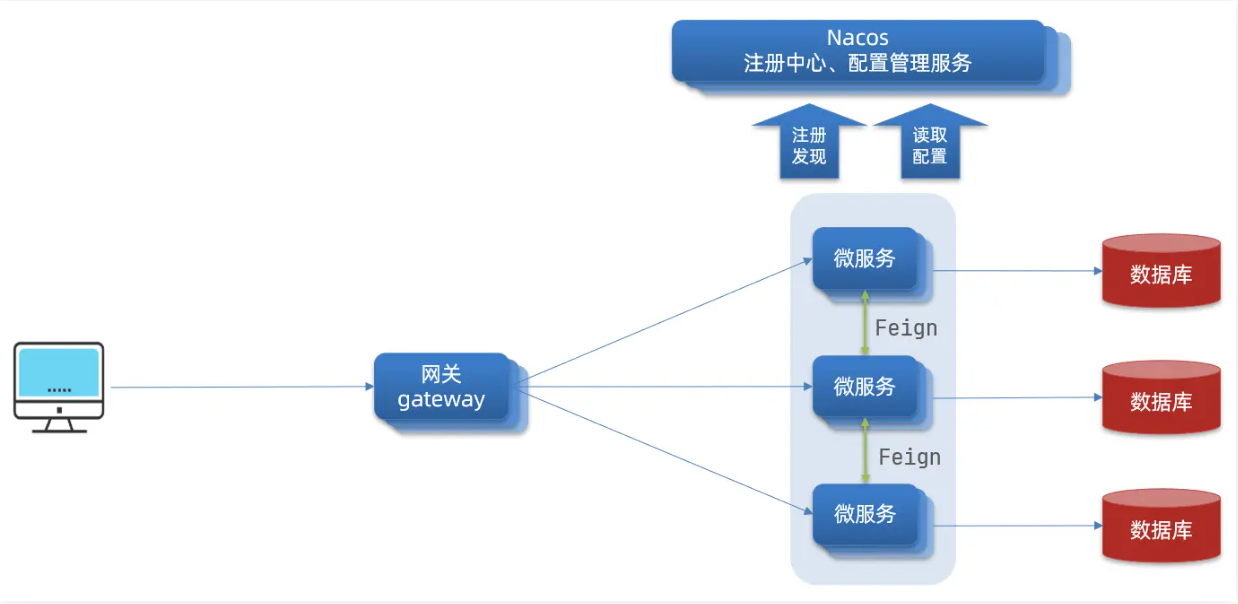 Nacos
注册中心、配置管理服务
注册
发现
读取
配置
微服务
数据库
Feign
网关
gateway
微服务
数据库
Feign
微服务
数据库